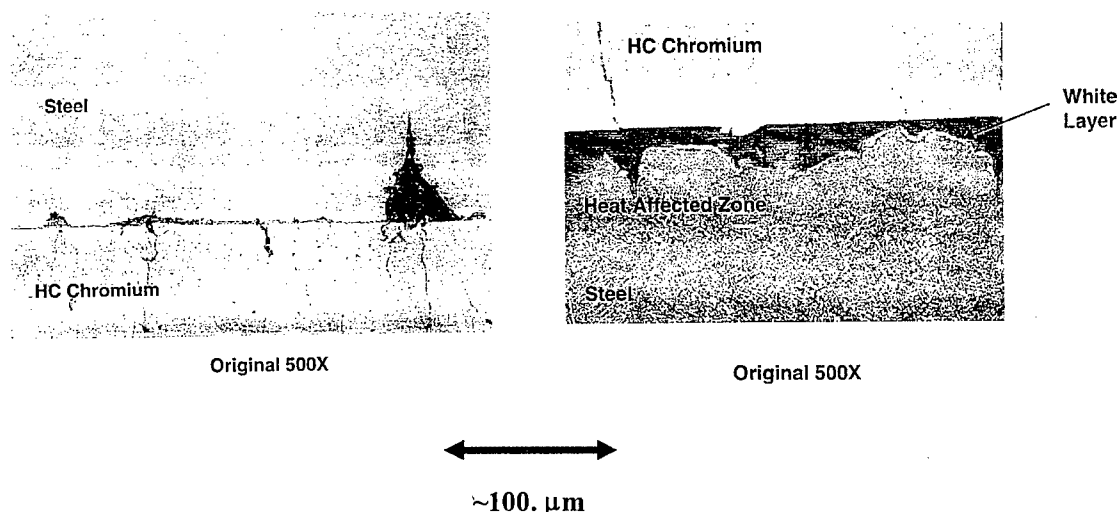 Steel
HC Chromium
Original 500X
HC Chromium
White
Layer
Heat Affected Zone
Steel
Original 500X
~100. μm